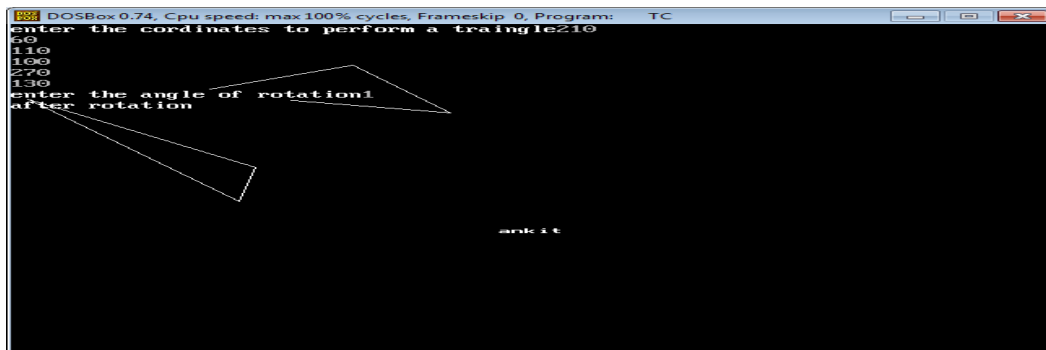 DOSBox 0.74, Cpu speed: max 100% cycles, Frameskip 0, Program: TC
enter the cordinates to perform a traingle210
60
110
100
270
130
enter the angle of rotation1
after rotation
ankit